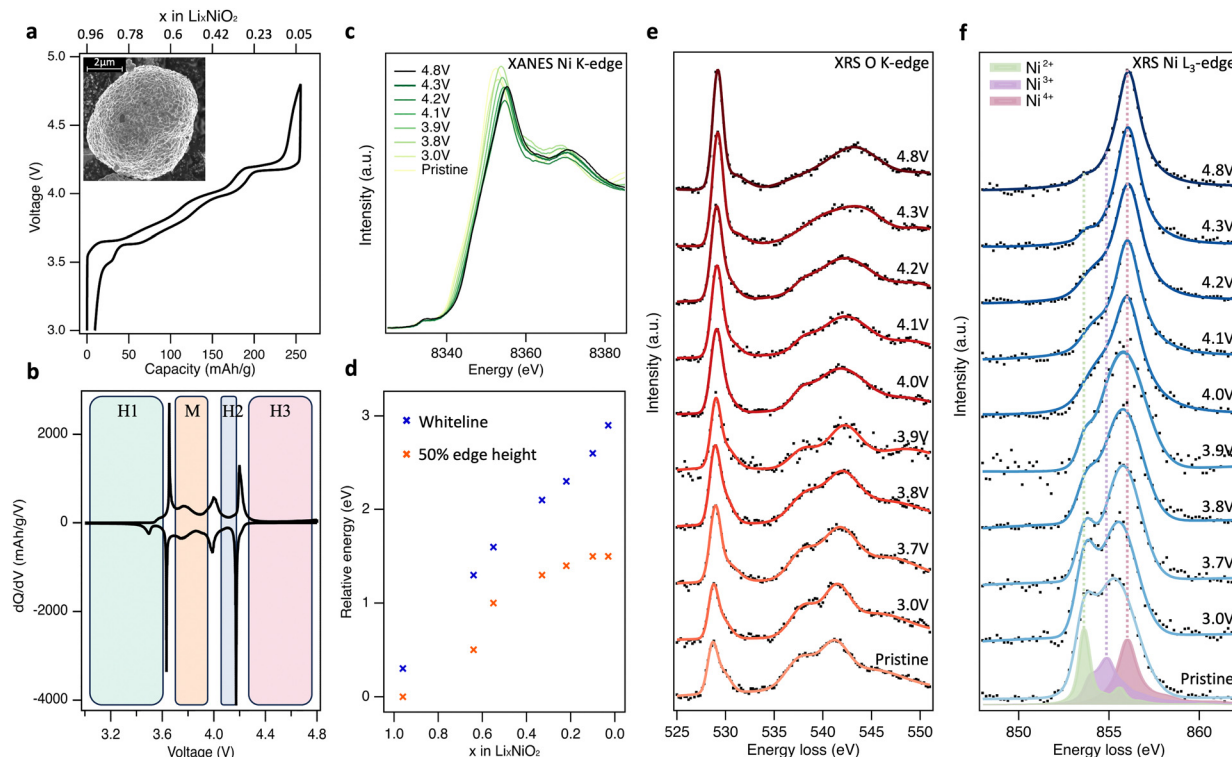 a
x in LixNiO2
0.96 0.78 0.6 0.42 0.23 0.05
5.0
4.5
4.0
3.5
3.0
Voltage (V)
2μm
0 50 100 150 200 250
Capacity (mAh/g)
b
H1 M H2 H3
2000
0
-2000
-4000
dQ/dV (mAh/g/V)
3.2 3.6 4.0 4.4 4.8
Voltage (V)
c
XANES Ni K-edge
4.8V
4.3V
4.2V
4.1V
3.9V
3.8V
3.0V
Pristine
Intensity (a.u.)
8340 8360 8380
Energy (eV)
d
Whiteline
50% edge height
3
2
1
0
Relative energy (eV)
1.0 0.8 0.6 0.4 0.2 0.0
x in LixNiO2
e
XRS O K-edge
4.8V
4.3V
4.2V
4.1V
4.0V
3.9V
3.8V
3.7V
3.0V
Pristine
Intensity (a.u.)
525 530 535 540 545 550
Energy loss (eV)
f
XRS Ni L3-edge
Ni2+
Ni3+
Ni4+
4.8V
4.3V
4.2V
4.1V
4.0V
3.9V
3.8V
3.7V
3.0V
Pristine
Intensity (a.u.)
850 855 860
Energy loss (eV)